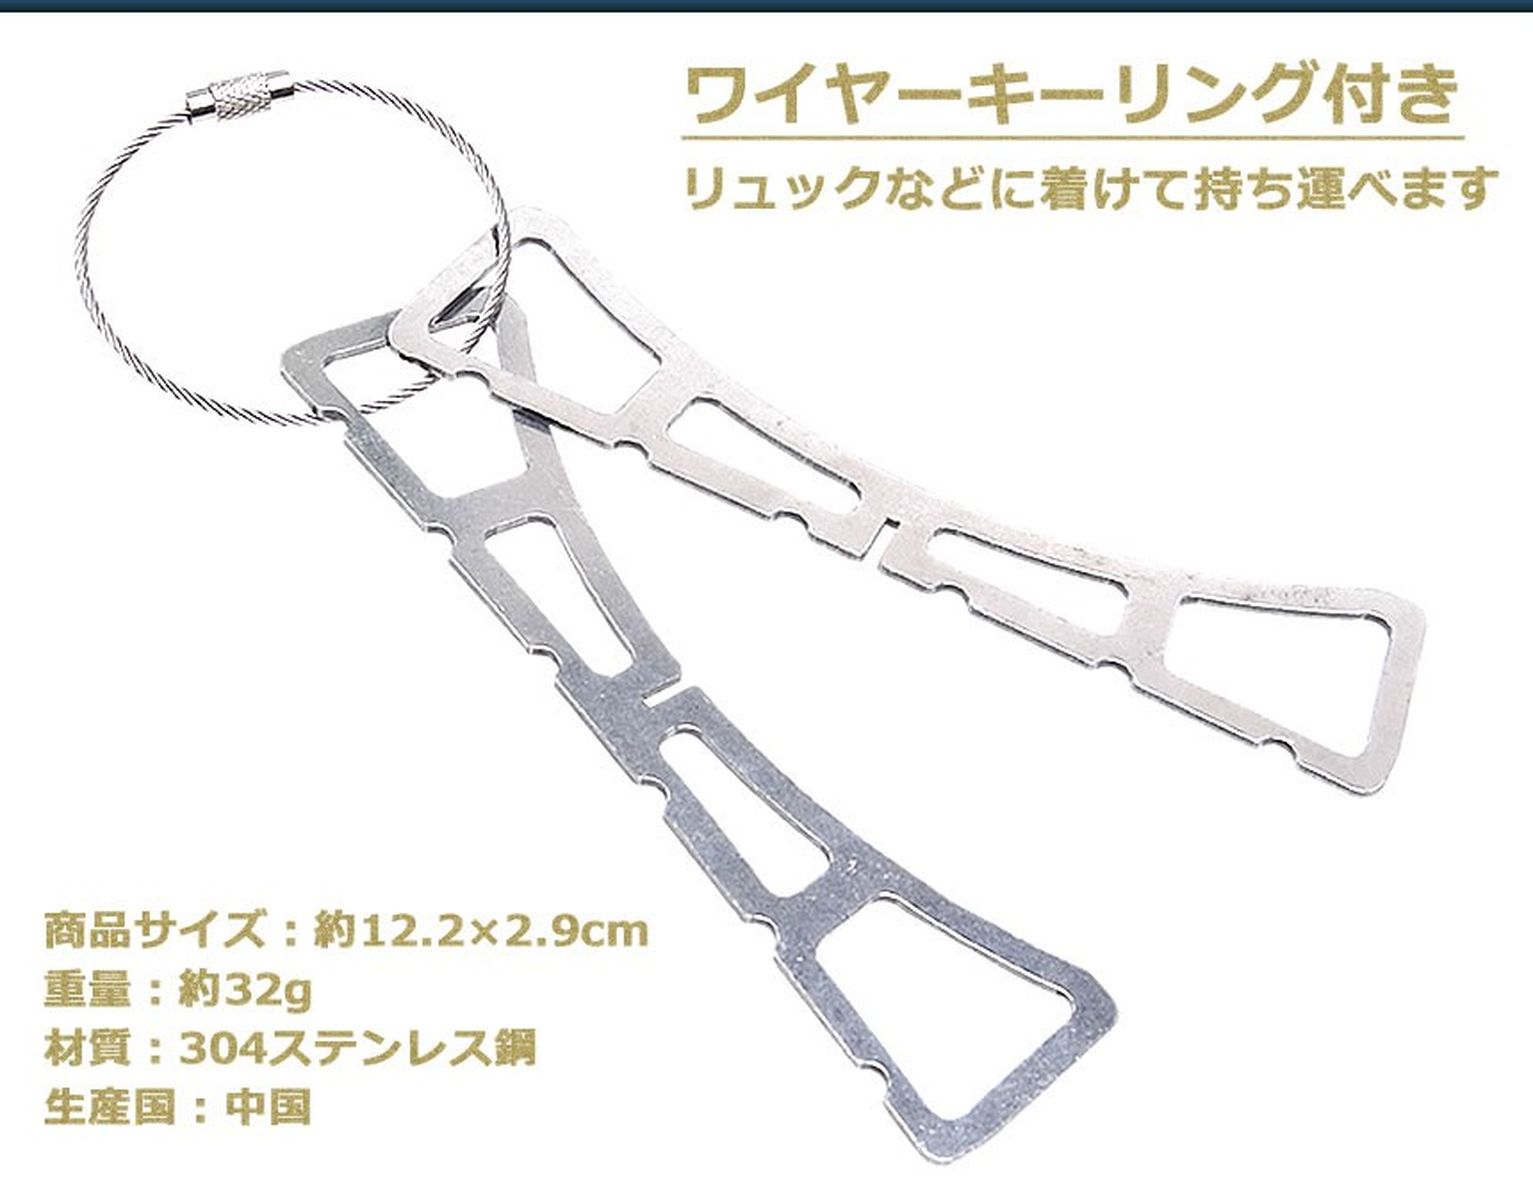 ワイヤーキーリング付き
リュックなどに着けて持ち運べます
商品サイズ：約12.2×2.9cm
重量：約32g
材質：304ステンレス鋼
生産国：中国